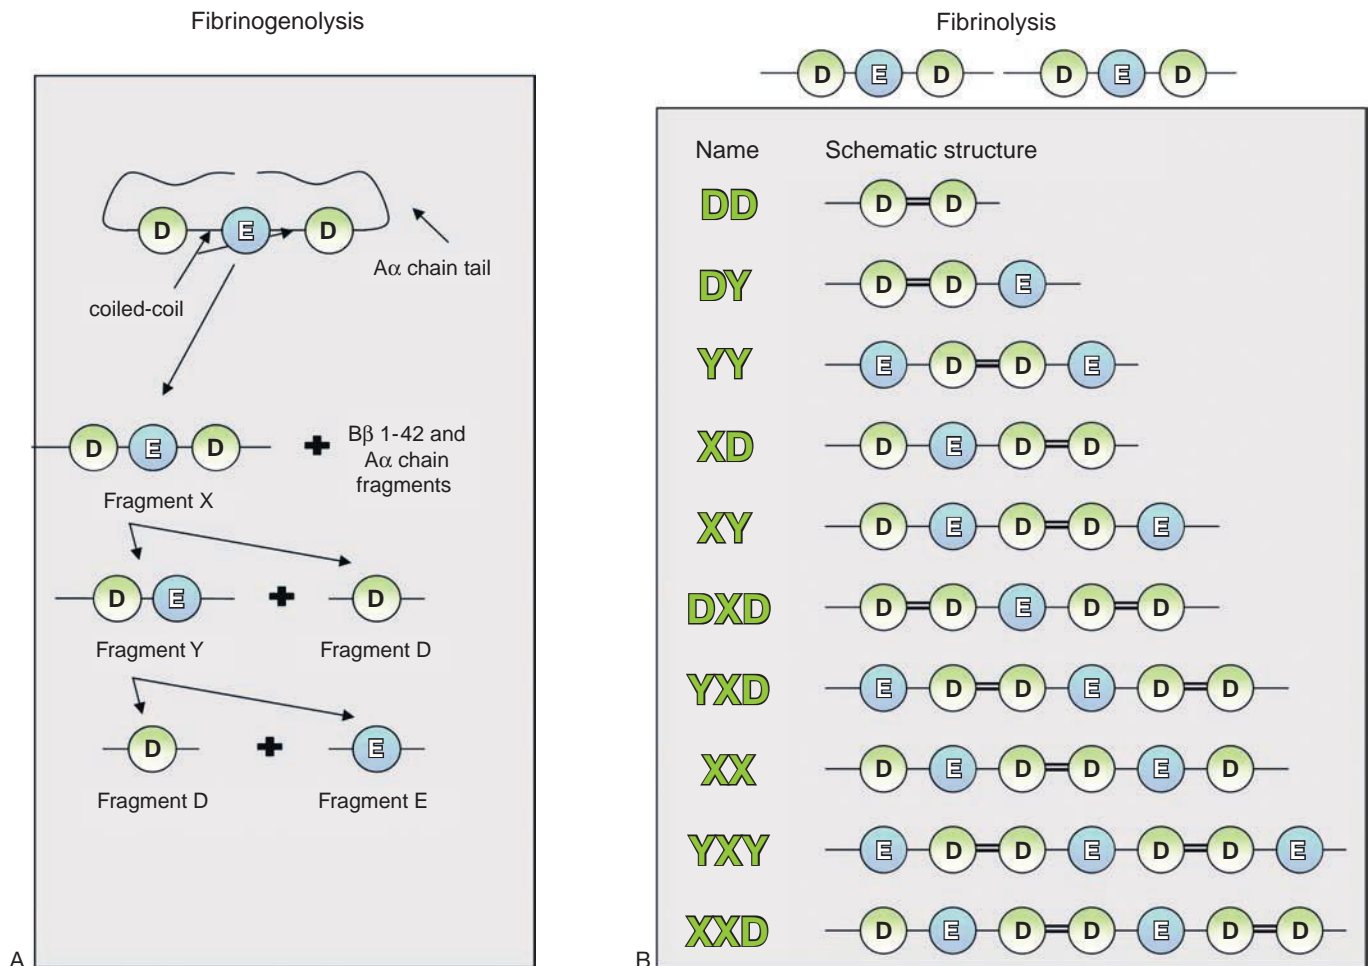 Fibrinogenolysis
D E D
Aα chain tail
coiled-coil
D E D
Bβ 1-42 and
Aα chain
fragments
Fragment X
D E D
Fragment Y Fragment D
D E
Fragment D Fragment E
A
Fibrinolysis
D E D D E D
Name Schematic structure
DD D D
DY D D E
YY E D D E
XD D E D D
XY D E D D E
DXD D D E D D
YXD E D D E D D
XX D E D D E D
YXY E D D E D D E
XXD D E D D E D D
B